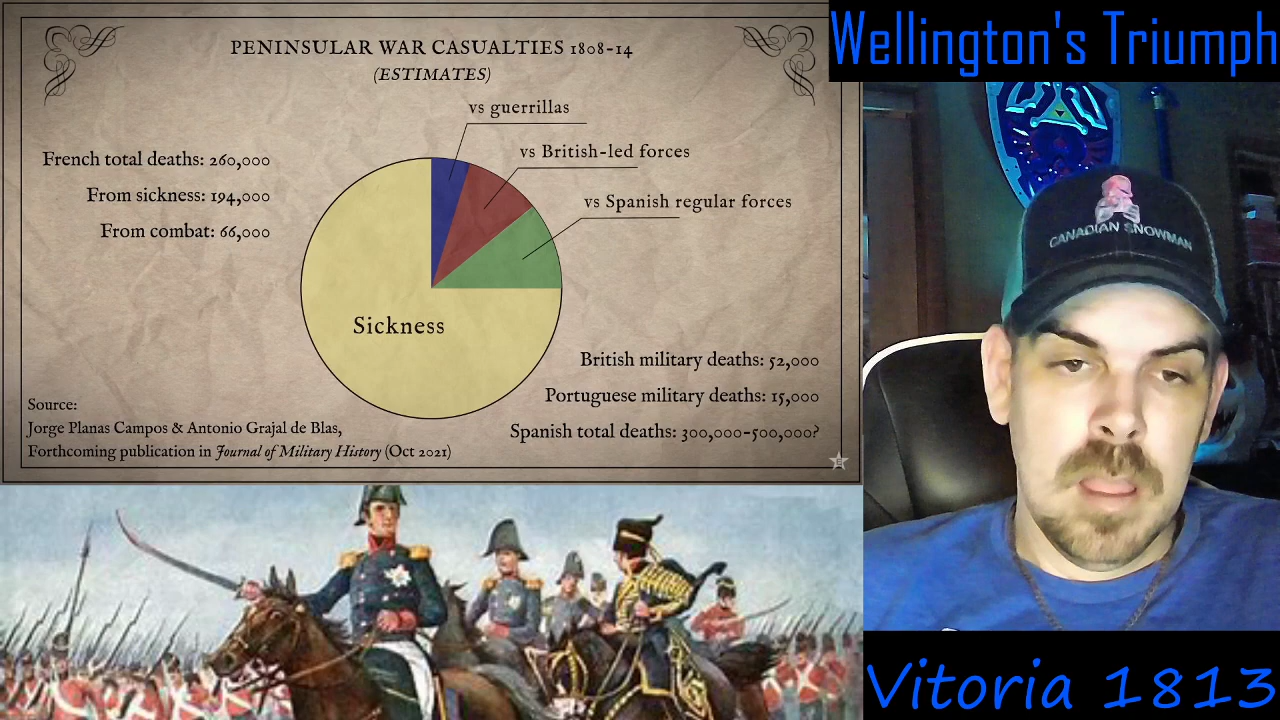 PENINSULAR WAR CASUALTIES 1808-14
(ESTIMATES)
vs guerrillas
vs British-led forces
vs Spanish regular forces
French total deaths: 260,000
From sickness: 194,000
From combat: 66,000
Sickness
British military deaths: 52,000
Portuguese military deaths: 15,000
Spanish total deaths: 300,000-500,000?
Source:
Jorge Planas Campos & Antonio Grajal de Blas,
Forthcoming publication in Journal of Military History (Oct 2021)
Wellington's Triumph
CANADIAN SNOWMAN
Vitoria 1813